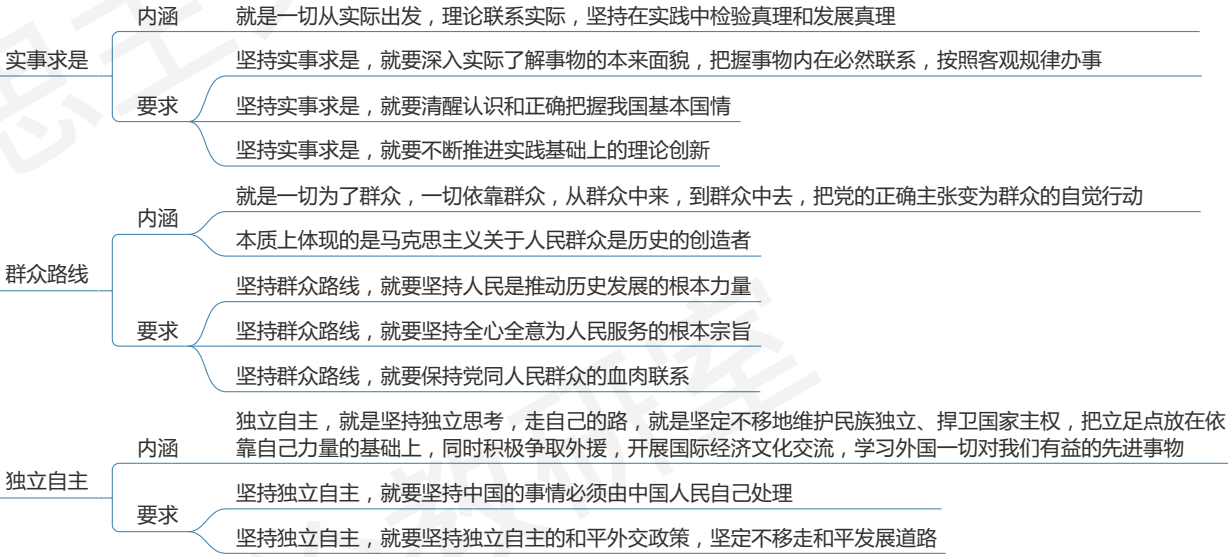 内涵
就是一切从实际出发，理论联系实际，坚持在实践中检验真理和发展真理
实事求是
坚持实事求是，就要深入实际了解事物的本来面貌，把握事物内在必然联系，按照客观规律办事
要求
坚持实事求是，就要清醒认识和正确把握我国基本国情
坚持实事求是，就要不断推进实践基础上的理论创新
内涵
就是一切为了群众，一切依靠群众，从群众中来，到群众中去，把党的正确主张变为群众的自觉行动
本质上体现的是马克思主义关于人民群众是历史的创造者
群众路线
坚持群众路线，就要坚持人民是推动历史发展的根本力量
要求
坚持群众路线，就要坚持全心全意为人民服务的根本宗旨
坚持群众路线，就要保持党同人民群众的血肉联系
内涵
独立自主，就是坚持独立思考，走自己的路，就是坚定不移地维护民族独立、捍卫国家主权，把立足点放在依
靠自己力量的基础上，同时积极争取外援，开展国际经济文化交流，学习外国一切对我们有益的先进事物
独立自主
要求
坚持独立自主，就要坚持中国的事情必须由中国人民自己处理
坚持独立自主，就要坚持独立自主的和平外交政策，坚定不移走和平发展道路